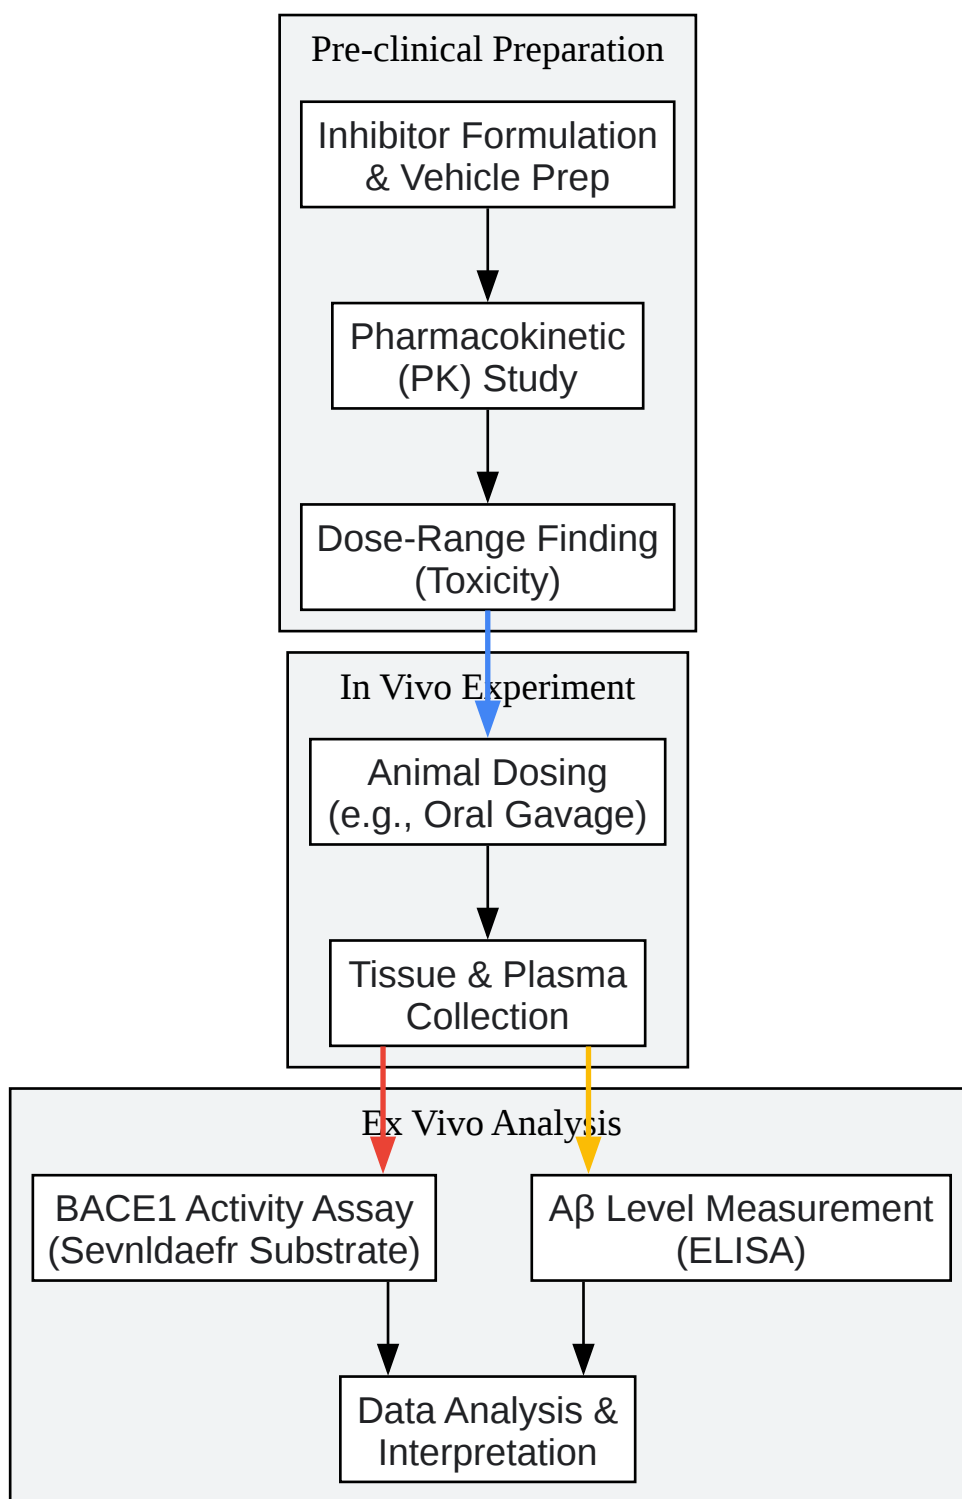 Pre-clinical Preparation
Inhibitor Formulation
& Vehicle Prep
Pharmacokinetic
(PK) Study
Dose-Range Finding
(Toxicity)
In Vivo Experiment
Animal Dosing
(e.g., Oral Gavage)
Tissue & Plasma
Collection
Ex Vivo Analysis
BACE1 Activity Assay
(Sevnldaefr Substrate)
Aβ Level Measurement
(ELISA)
Data Analysis &
Interpretation